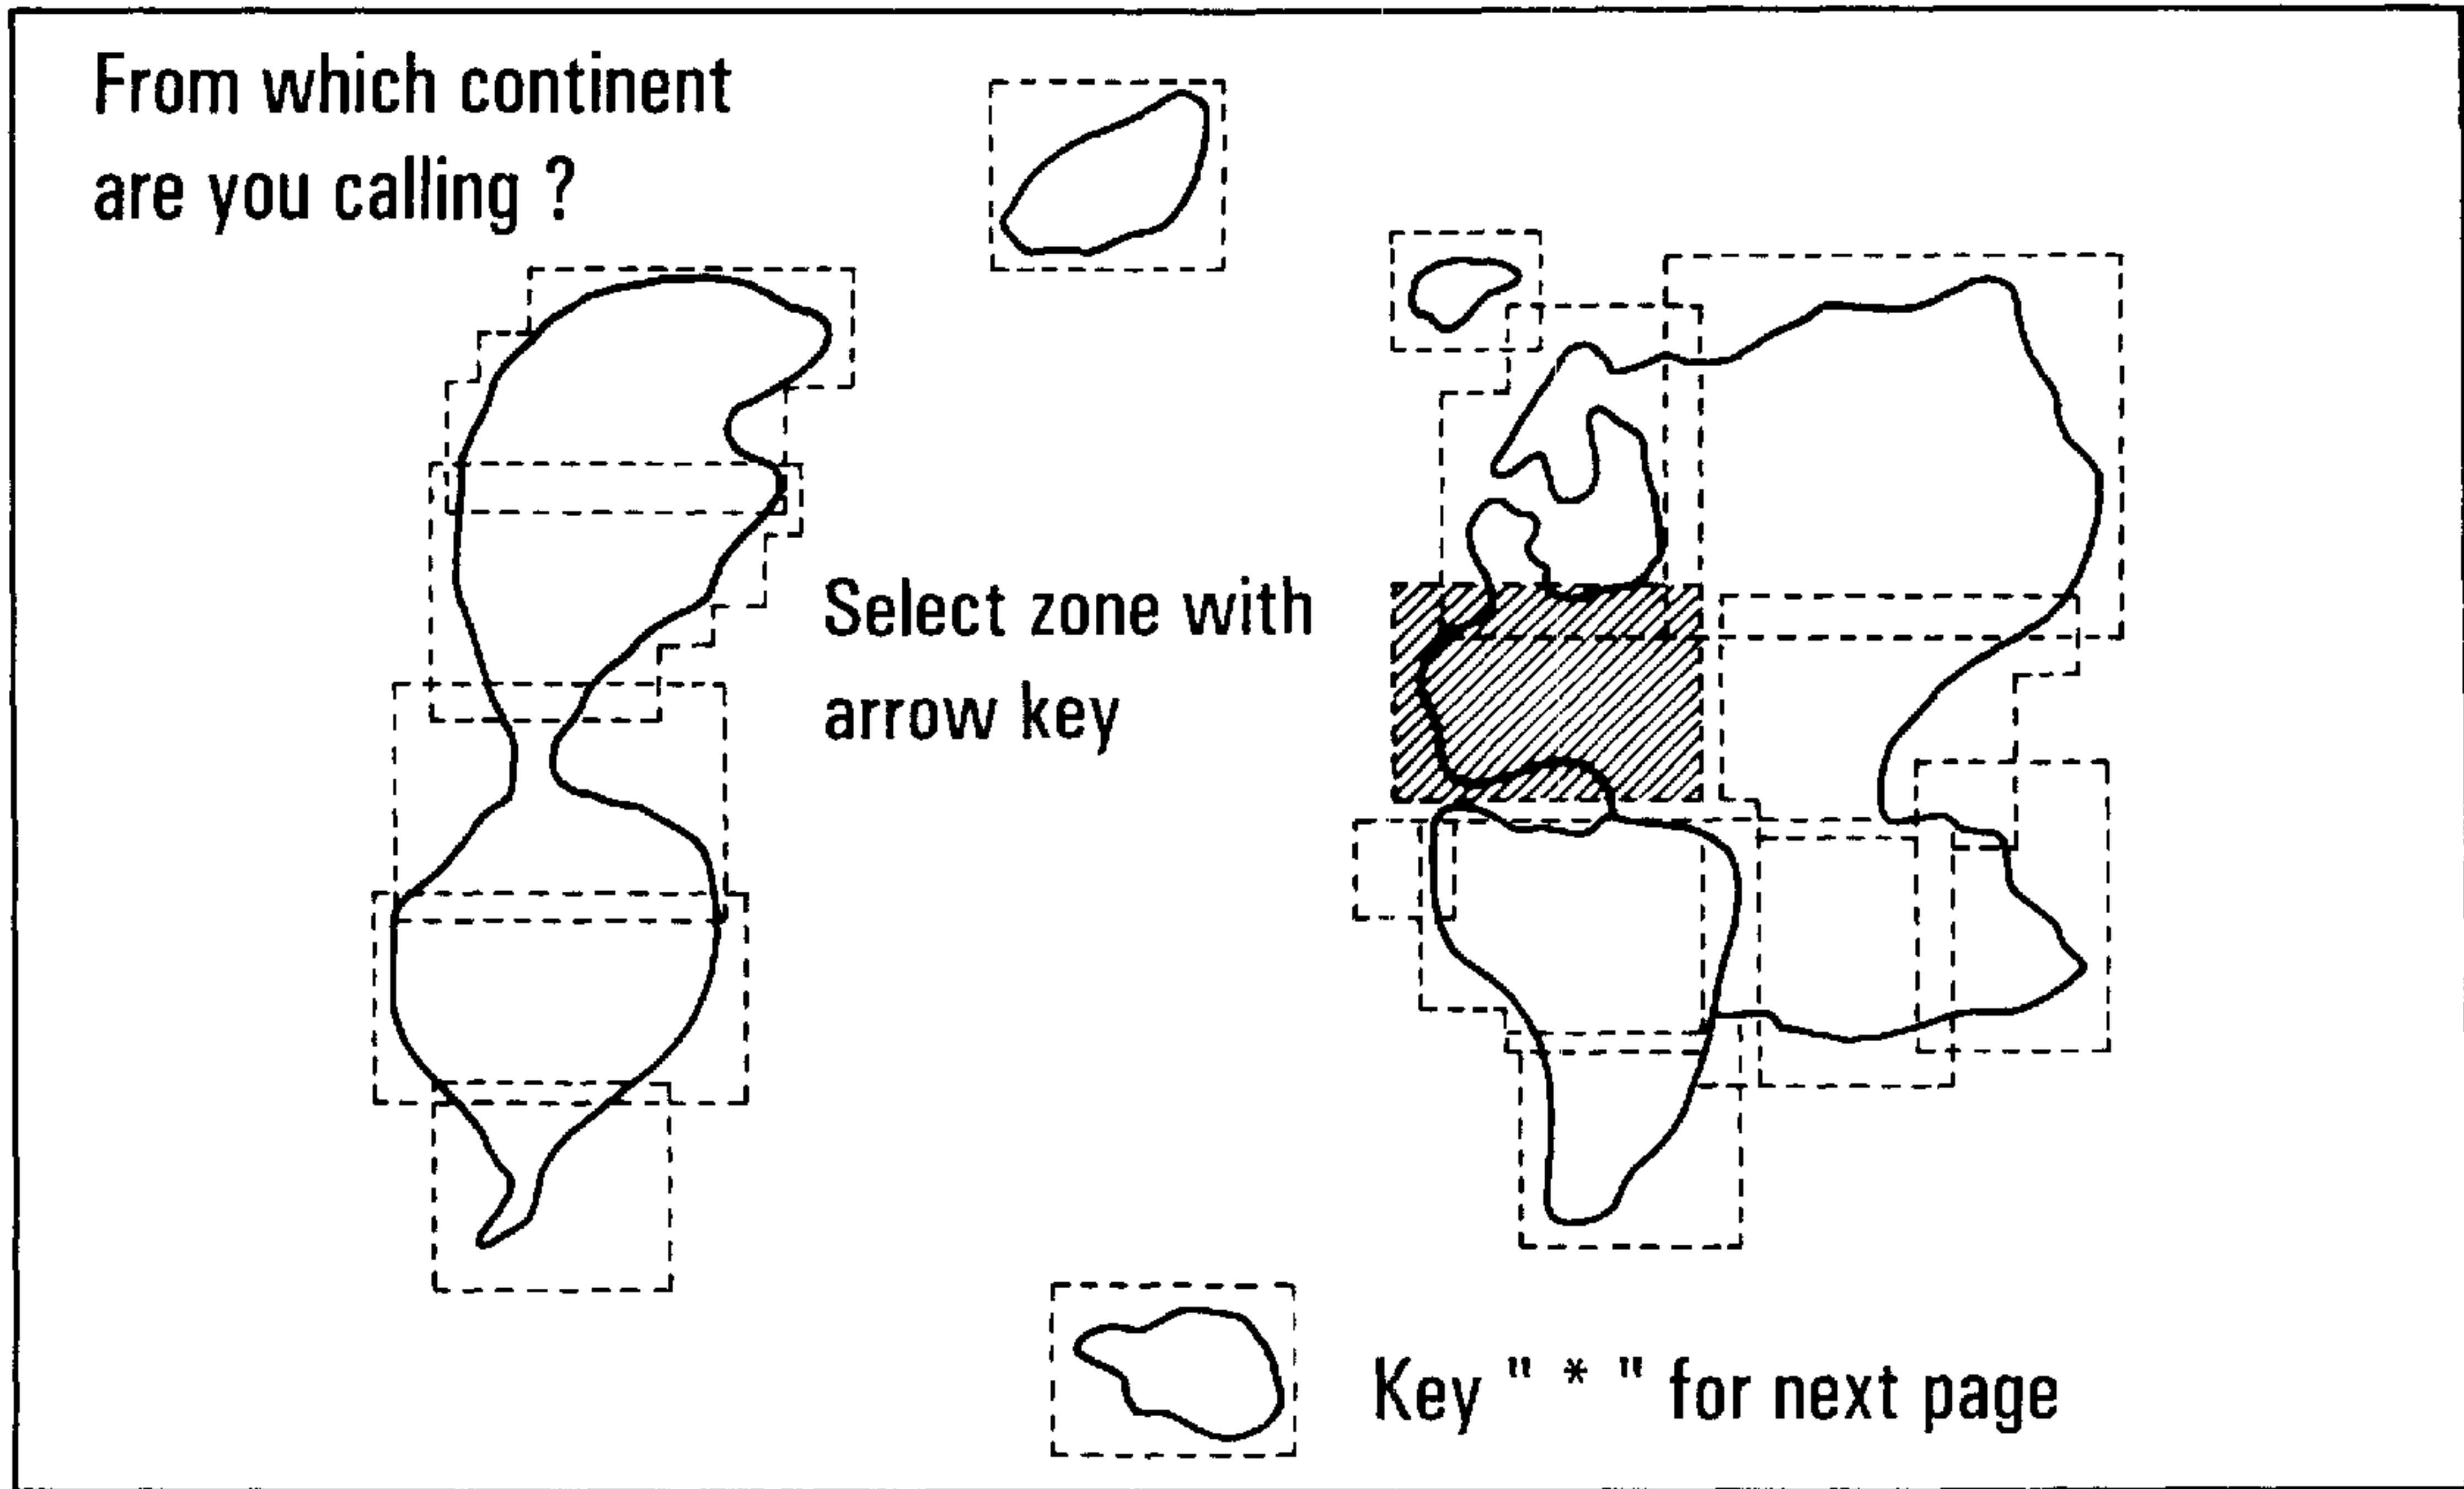 From which continent
are you calling ?
Select zone with
arrow key
Key " * " for next page